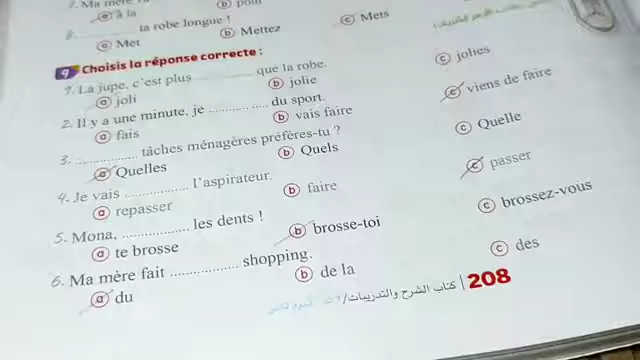 ⓐ à la
ⓑ pour
8. .................. ta robe longue !
ⓐ Met
ⓑ Mettez
ⓒ Mets
9 Choisis la réponse correcte :
1. La jupe, c'est plus .................. que la robe.
ⓐ joli
ⓑ jolie
ⓒ jolies
2. Il y a une minute, je .................. du sport.
ⓐ fais
ⓑ vais faire
ⓒ viens de faire
3. .................. tâches ménagères préfères-tu ?
ⓐ Quelles
ⓑ Quels
ⓒ Quelle
4. Je vais .................. l'aspirateur.
ⓐ repasser
ⓑ faire
ⓒ passer
5. Mona, .................. les dents !
ⓐ te brosse
ⓑ brosse-toi
ⓒ brossez-vous
6. Ma mère fait .................. shopping.
ⓐ du
ⓑ de la
ⓒ des
208 | كتاب الشرح والتدريبات